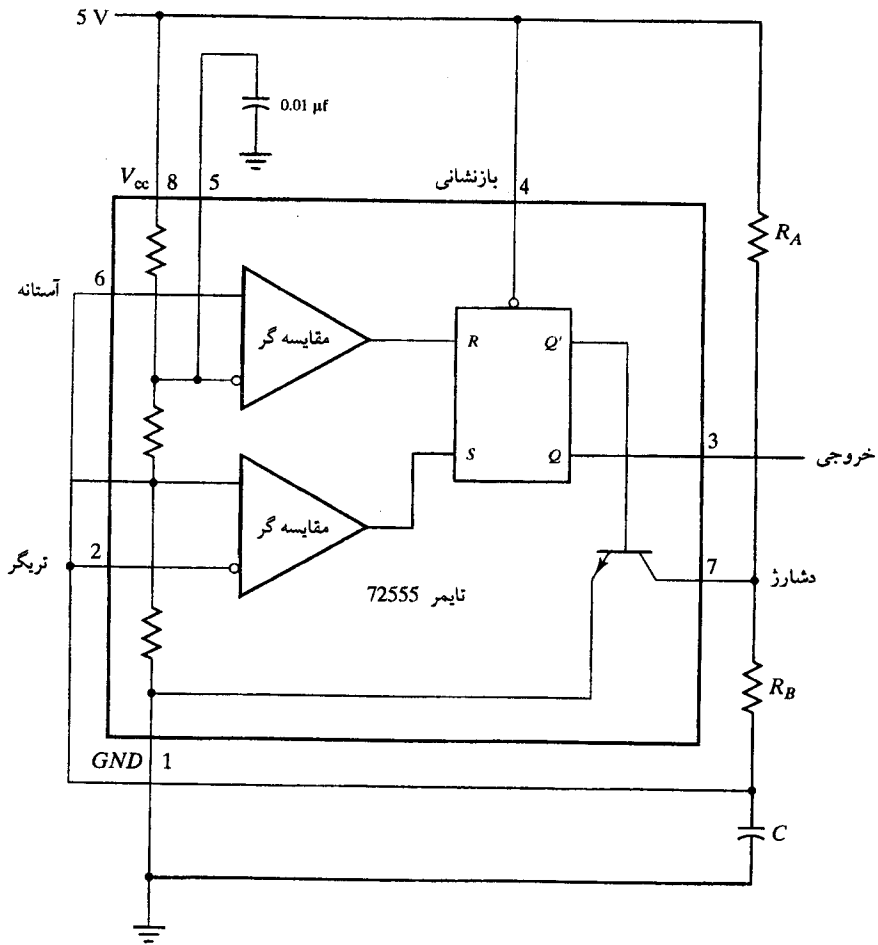 5 V
0.01 µf
V_cc 8 5
بازنشانی 4
R_A
6
آستانه
مقایسه گر
R Q'
S Q
3
خروجی
مقایسه گر
2
تریگر
تایمر 72555
7
دشارژ
R_B
GND 1
C